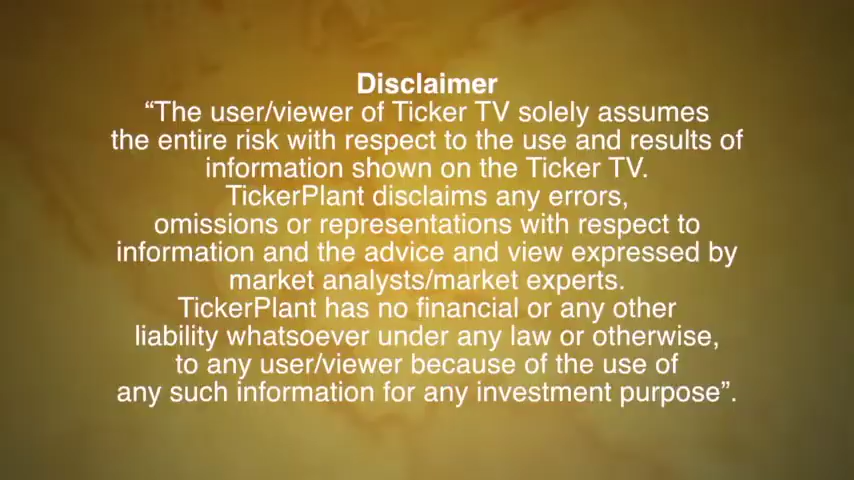 Disclaimer
“The user/viewer of Ticker TV solely assumes
the entire risk with respect to the use and results of
information shown on the Ticker TV.
TickerPlant disclaims any errors,
omissions or representations with respect to
information and the advice and view expressed by
market analysts/market experts.
TickerPlant has no financial or any other
liability whatsoever under any law or otherwise,
to any user/viewer because of the use of
any such information for any investment purpose”.